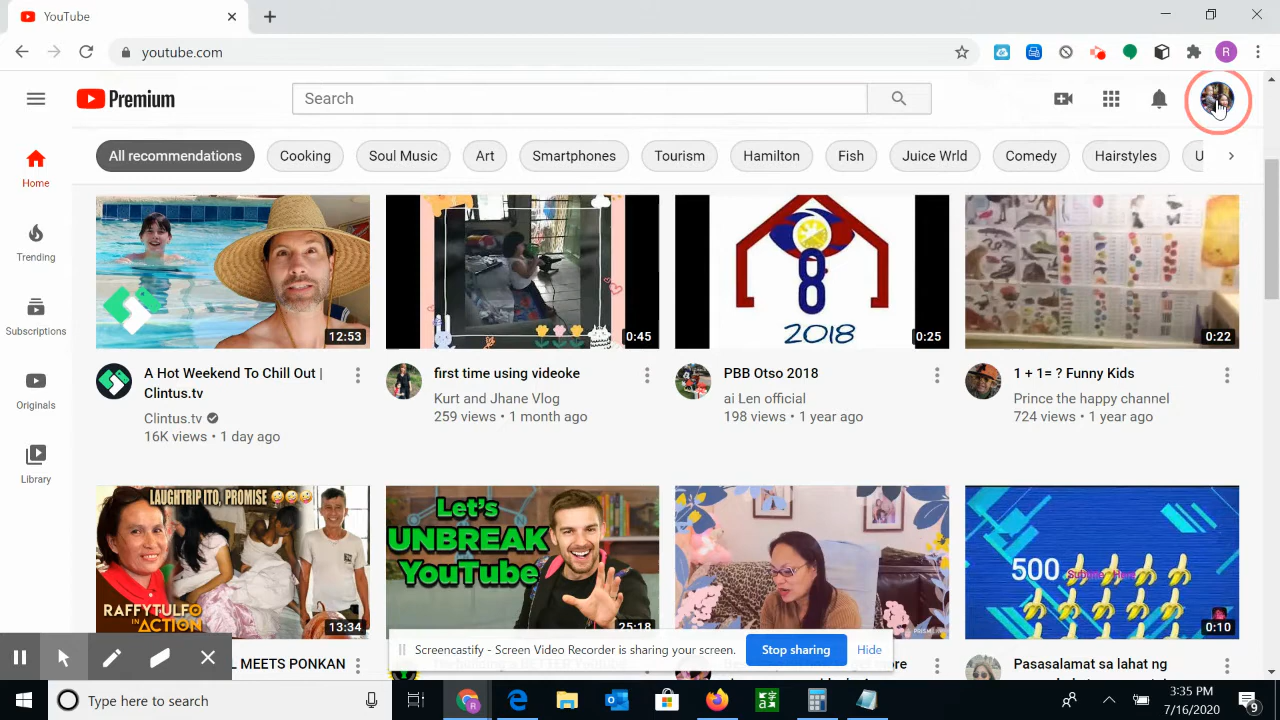 YouTube
youtube.com
R
Premium
Search
All recommendations
Cooking
Soul Music
Art
Smartphones
Tourism
Hamilton
Fish
Juice Wrld
Comedy
Hairstyles
U
Home
Trending
Subscriptions
Originals
Library
12:53
0:45
8
2018
0:25
0:22
A Hot Weekend To Chill Out |
Clintus.tv
Clintus.tv
16K views • 1 day ago
first time using videoke
Kurt and Jhane Vlog
259 views • 1 month ago
PBB Otso 2018
ai Len official
198 views • 1 year ago
1 + 1= ? Funny Kids
Prince the happy channel
724 views • 1 year ago
LAUGHTRIP ITO, PROMISE
RAFFYTULFO
IN ACTION
13:34
Let's
UNBREAK
YouTube
25:18
500
0:10
L MEETS PONKAN
Pasasalamat sa lahat ng
Screencastify - Screen Video Recorder is sharing your screen.
Stop sharing
Hide
Type here to search
3:35 PM
7/16/2020
9